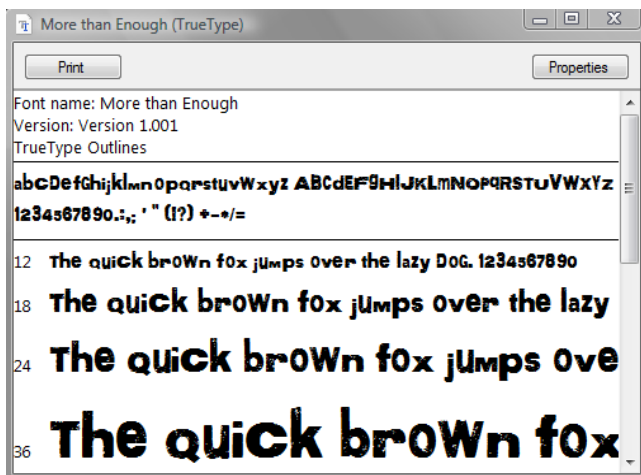 More than Enough (TrueType)
Print Properties
Font name: More than Enough
Version: Version 1.001
TrueType Outlines
abCDefGhijklmnopqrstuvWxyz ABCdEFgHIJKLmNOPqRSTUVWxYz
1234567890.:,; ' " (!?) +-*/=
12 The quiCk broWn fox jUMps over the lazy DOG. 1234567890
18 The quiCk broWn fox jUMps over the lazy
24 The quiCk broWn fox jUMps ove
36 The quiCk broWn fox